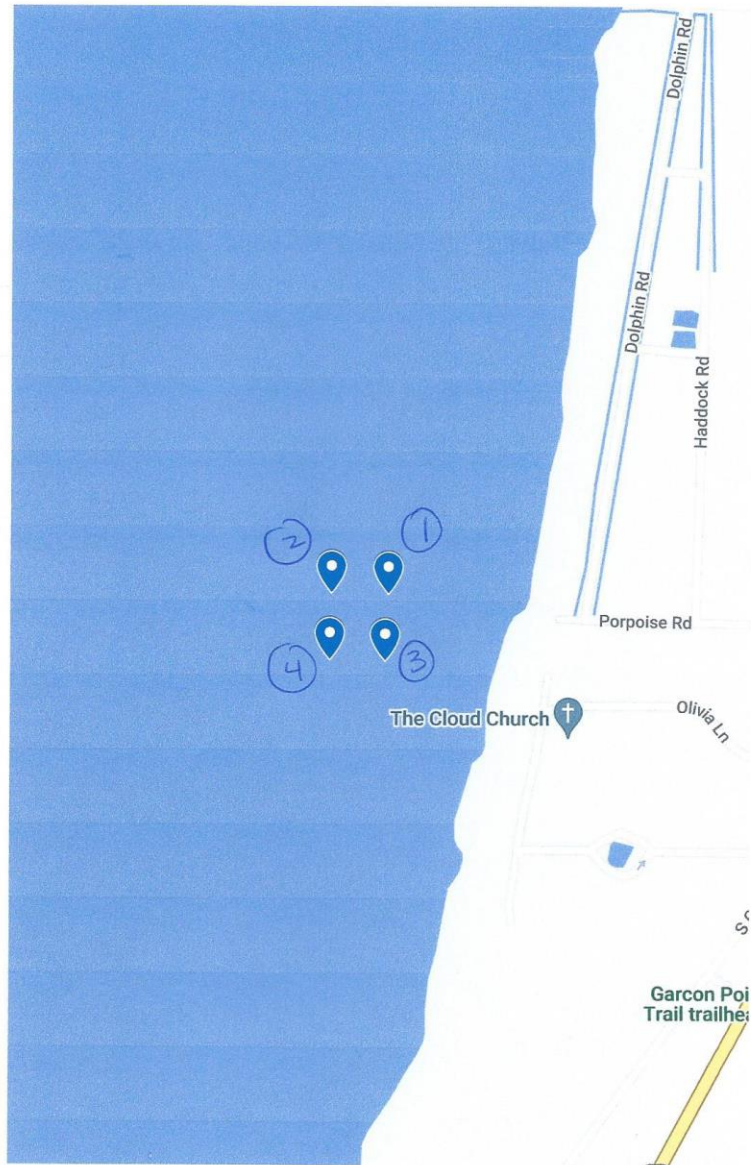 Dolphin Rd
Dolphin Rd
Haddock Rd
2
1
Porpoise Rd
4
3
The Cloud Church
Olivia Ln
S G
Garcon Poi
Trail trailhea